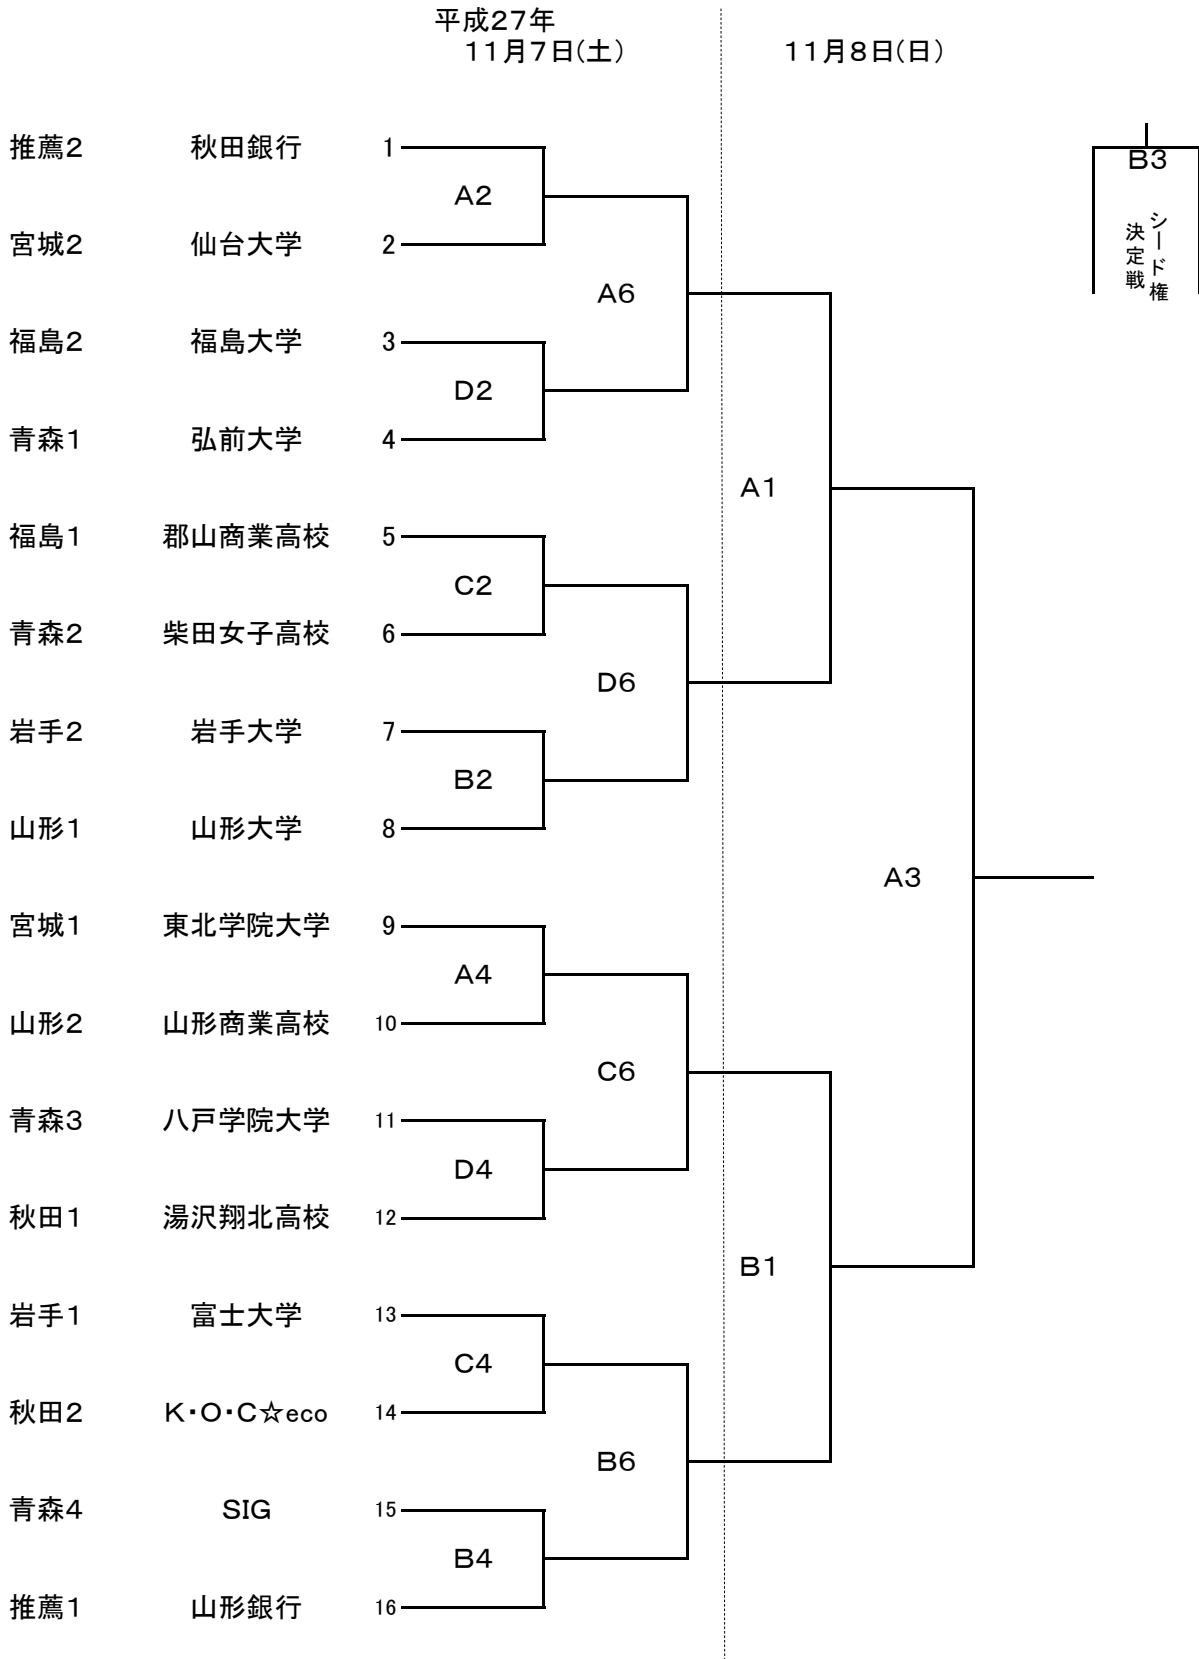 平成27年
11月7日(土) 11月8日(日)
推薦2 秋田銀行 1
B3
A2
シード権
決定戦
宮城2 仙台大学 2
A6
福島2 福島大学 3
D2
青森1 弘前大学 4
A1
福島1 郡山商業高校 5
C2
青森2 柴田女子高校 6
D6
岩手2 岩手大学 7
B2
山形1 山形大学 8
A3
宮城1 東北学院大学 9
A4
山形2 山形商業高校 10
C6
青森3 八戸学院大学 11
D4
秋田1 湯沢翔北高校 12
B1
岩手1 富士大学 13
C4
秋田2 K・O・C☆eco 14
B6
青森4 SIG 15
B4
推薦1 山形銀行 16